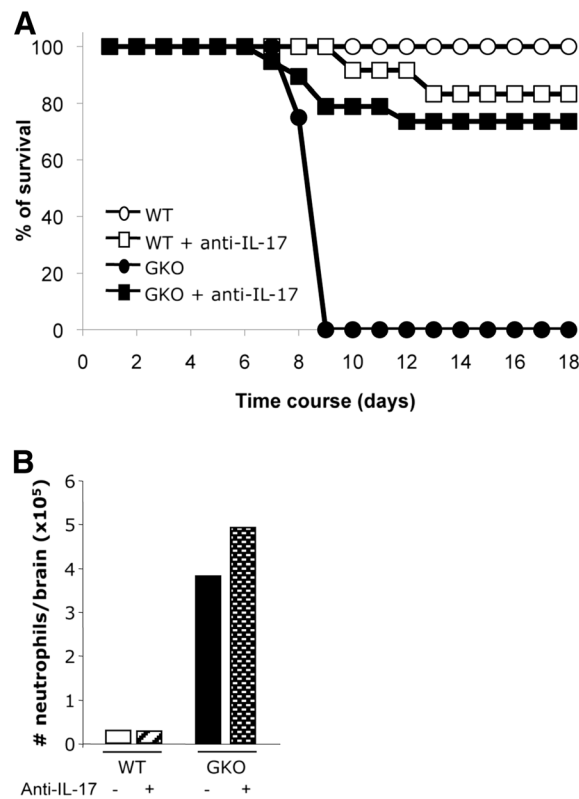 A
100
80
60
40
20
0
% of survival
WT
WT + anti-IL-17
GKO
GKO + anti-IL-17
0 2 4 6 8 10 12 14 16 18
Time course (days)
B
6
5
4
3
2
1
0
# neutrophils/brain (x10⁵)
WT GKO
Anti-IL-17 - + - +